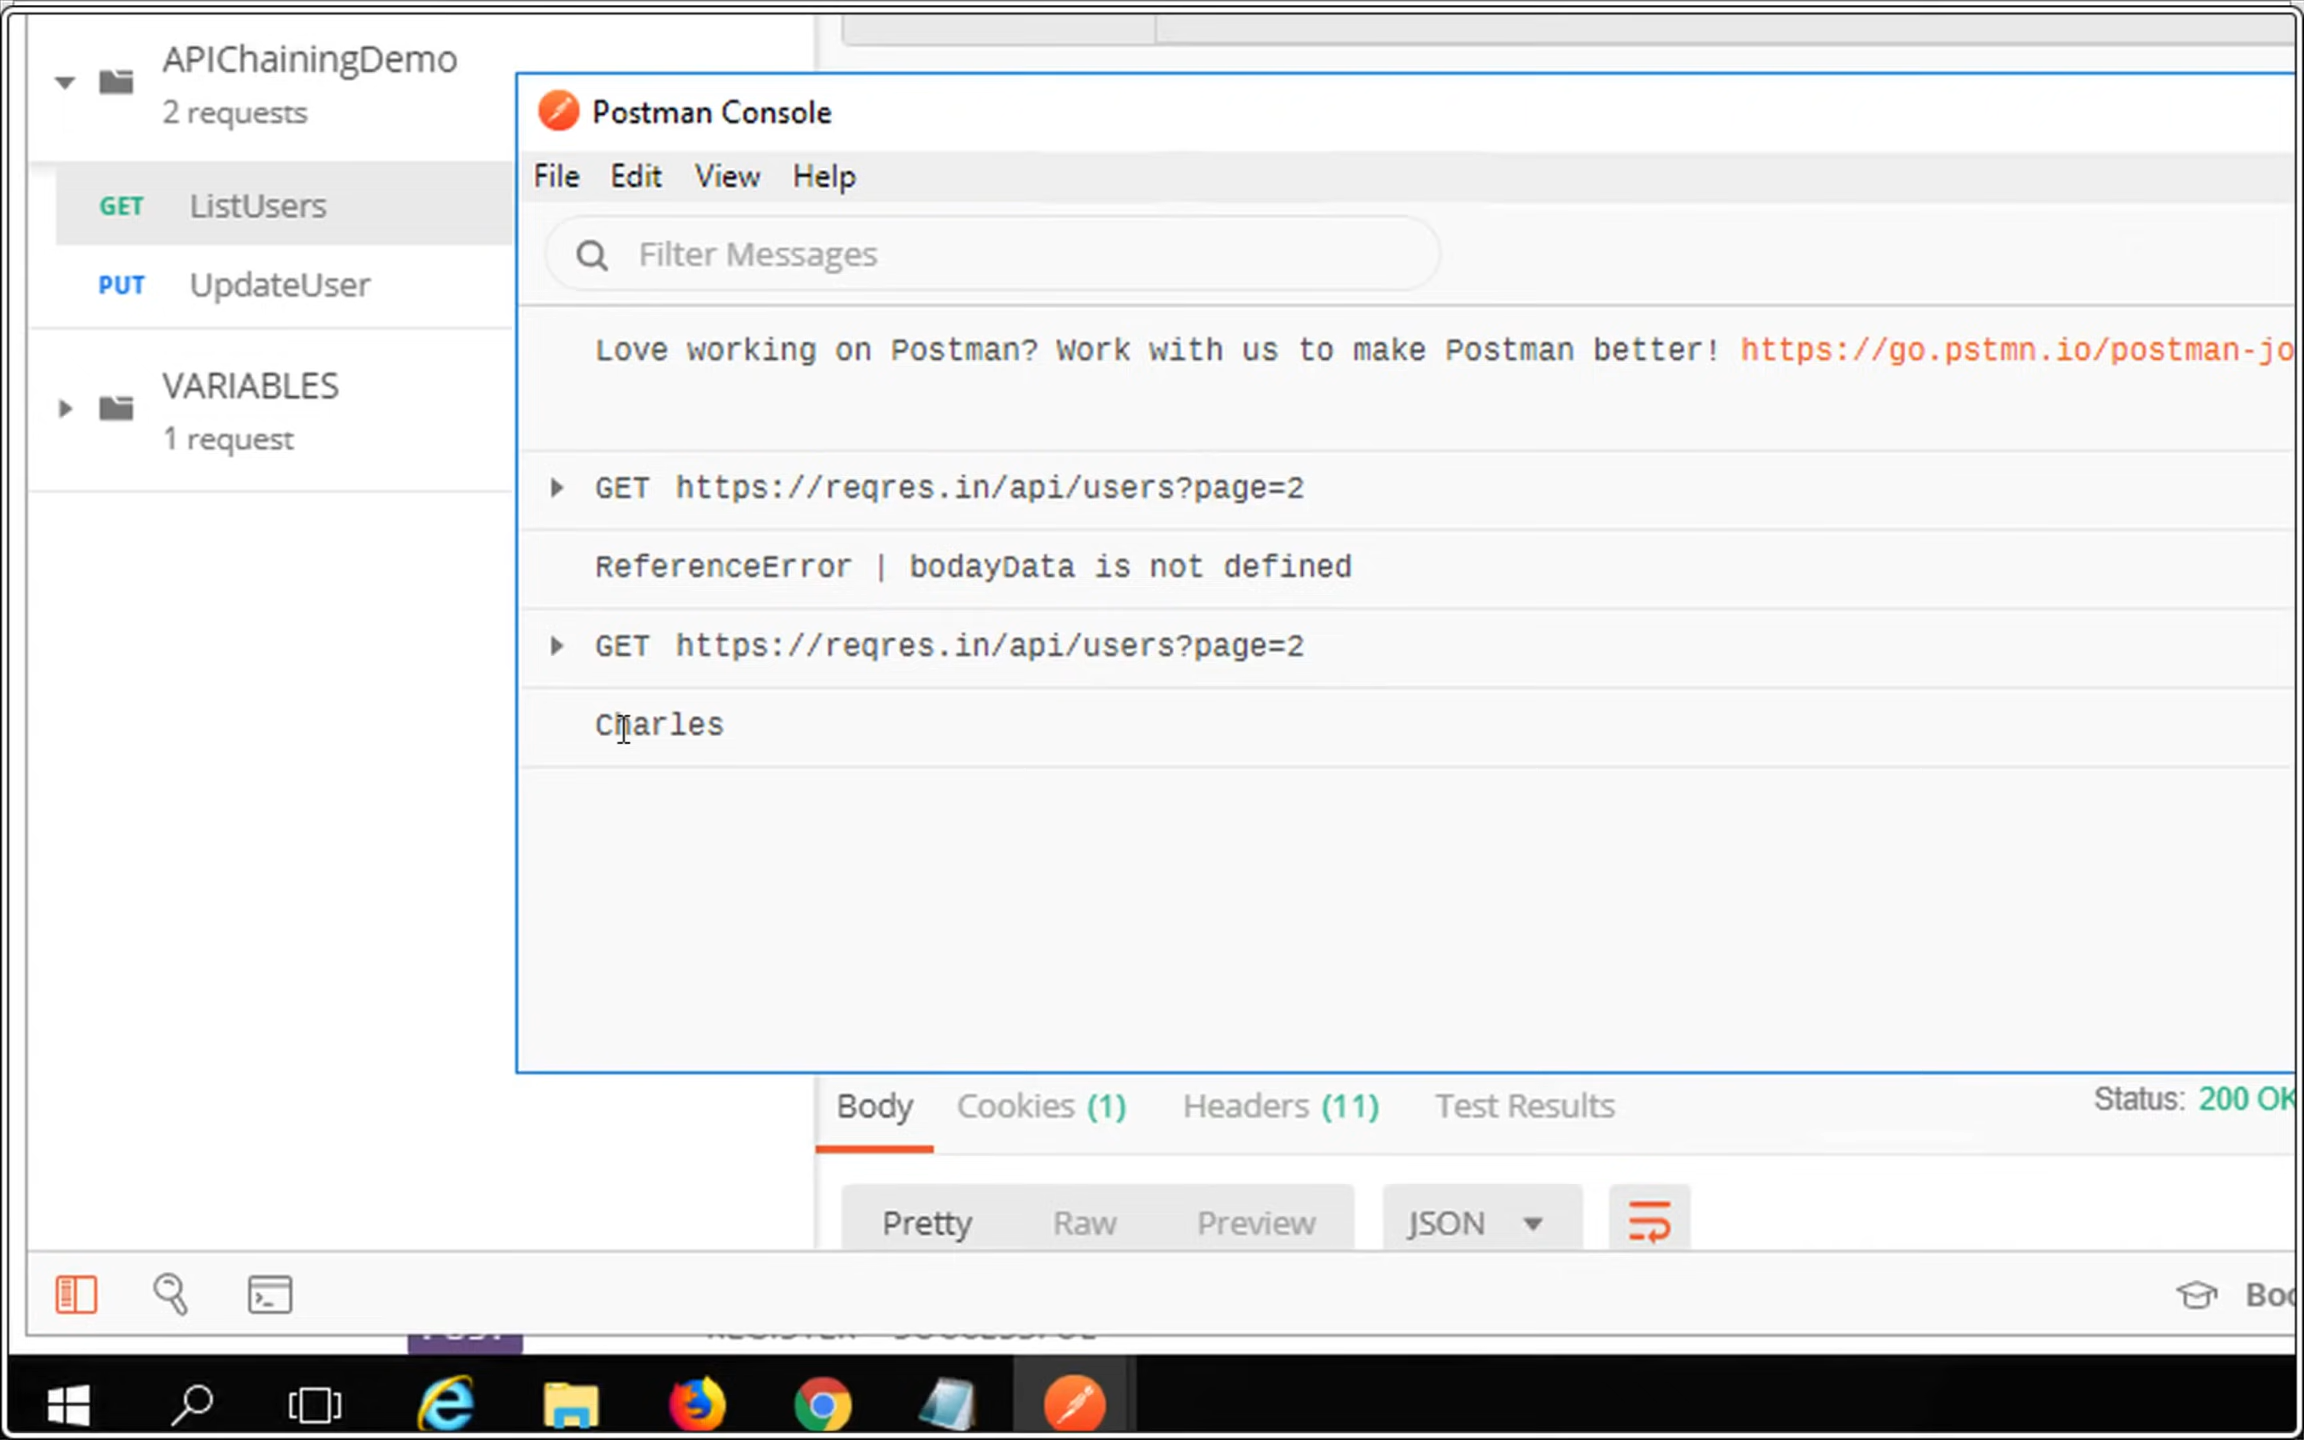 APIChainingDemo
2 requests
GET ListUsers
PUT UpdateUser
VARIABLES
1 request
Postman Console
File Edit View Help
Filter Messages
Love working on Postman? Work with us to make Postman better! https://go.pstmn.io/postman-jo
GET https://reqres.in/api/users?page=2
ReferenceError | bodayData is not defined
GET https://reqres.in/api/users?page=2
Charles
Body Cookies (1) Headers (11) Test Results Status: 200 OK
Pretty Raw Preview JSON
Boo